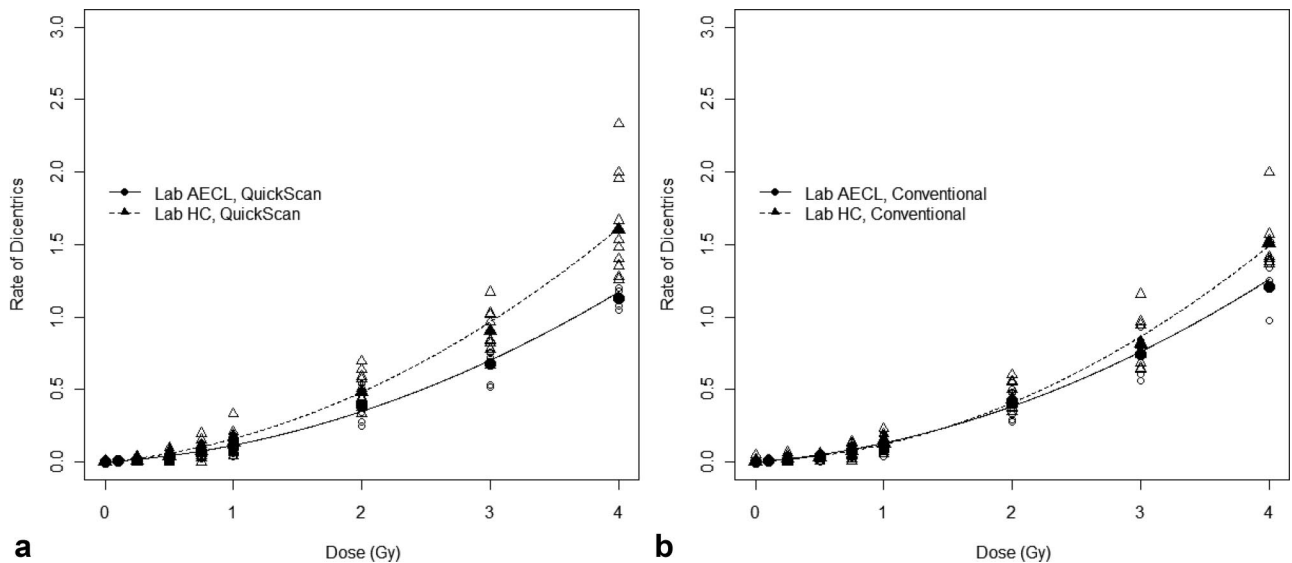 3.0
2.5
2.0
1.5
1.0
0.5
0.0
Rate of Dicentrics
Lab AECL, QuickScan
Lab HC, QuickScan
0 1 2 3 4
Dose (Gy)
a
3.0
2.5
2.0
1.5
1.0
0.5
0.0
Rate of Dicentrics
Lab AECL, Conventional
Lab HC, Conventional
0 1 2 3 4
Dose (Gy)
b